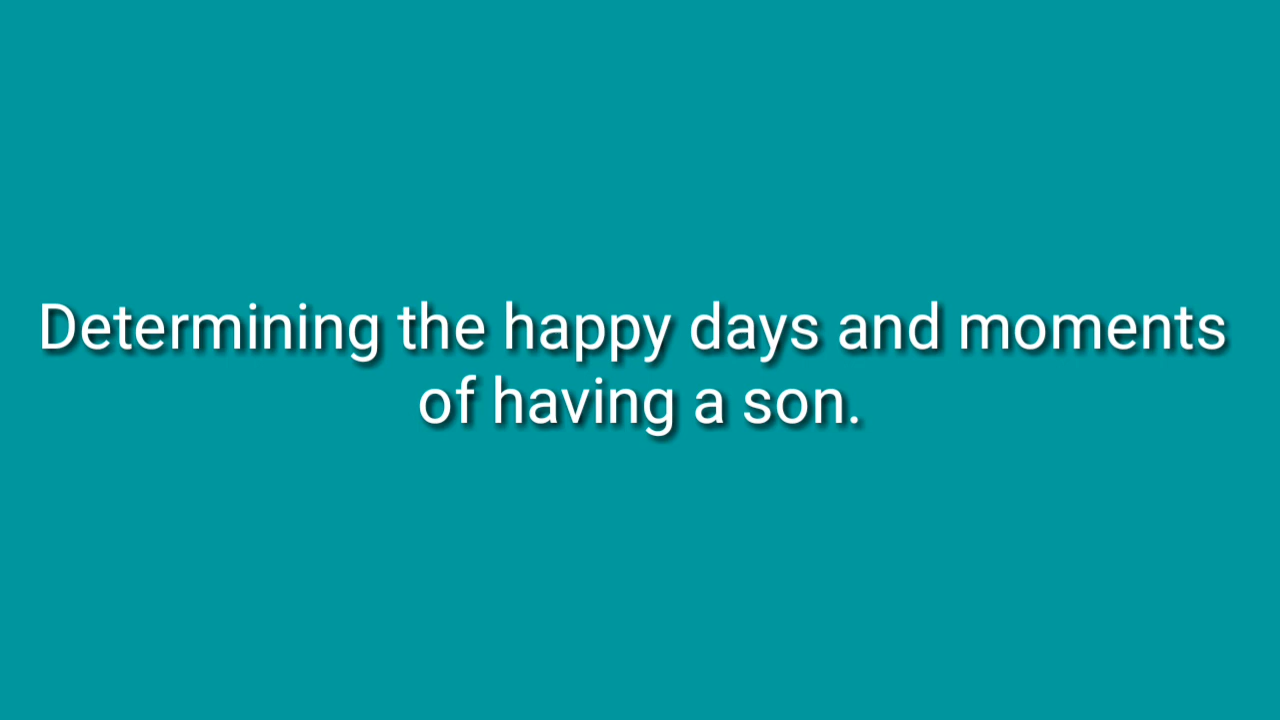 Determining the happy days and moments
of having a son.